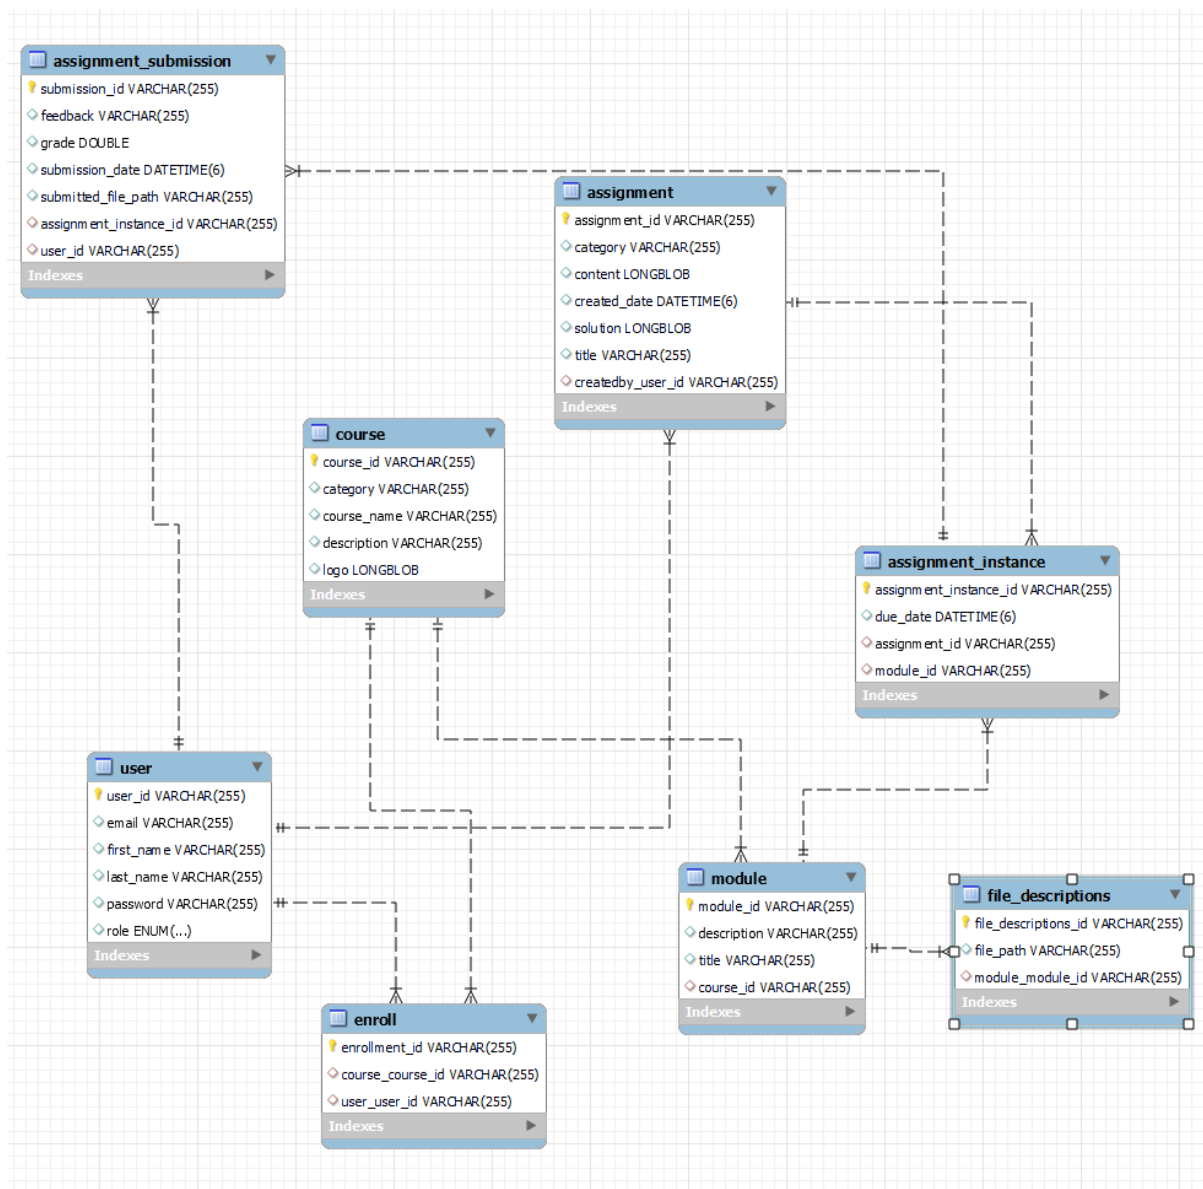 assignment_submission
submission_id VARCHAR(255)
feedback VARCHAR(255)
grade DOUBLE
submission_date DATETIME(6)
submitted_file_path VARCHAR(255)
assignment_instance_id VARCHAR(255)
user_id VARCHAR(255)
Indexes
assignment
assignment_id VARCHAR(255)
category VARCHAR(255)
content LONGBLOB
created_date DATETIME(6)
solution LONGBLOB
title VARCHAR(255)
createdby_user_id VARCHAR(255)
Indexes
course
course_id VARCHAR(255)
category VARCHAR(255)
course_name VARCHAR(255)
description VARCHAR(255)
logo LONGBLOB
Indexes
assignment_instance
assignment_instance_id VARCHAR(255)
due_date DATETIME(6)
assignment_id VARCHAR(255)
module_id VARCHAR(255)
Indexes
user
user_id VARCHAR(255)
email VARCHAR(255)
first_name VARCHAR(255)
last_name VARCHAR(255)
password VARCHAR(255)
role ENUM(...)
Indexes
module
module_id VARCHAR(255)
description VARCHAR(255)
title VARCHAR(255)
course_id VARCHAR(255)
Indexes
file_descriptions
file_descriptions_id VARCHAR(255)
file_path VARCHAR(255)
module_module_id VARCHAR(255)
Indexes
enroll
enrollment_id VARCHAR(255)
course_course_id VARCHAR(255)
user_user_id VARCHAR(255)
Indexes